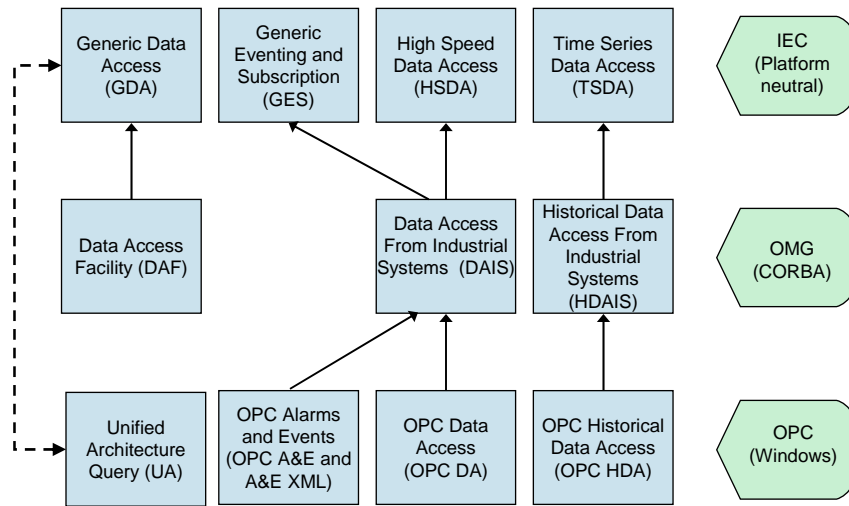 Generic Data
Access
(GDA)
Generic
Eventing and
Subscription
(GES)
High Speed
Data Access
(HSDA)
Time Series
Data Access
(TSDA)
IEC
(Platform
neutral)
Data Access
Facility (DAF)
Data Access
From Industrial
Systems (DAIS)
Historical Data
Access From
Industrial
Systems
(HDAIS)
OMG
(CORBA)
Unified
Architecture
Query (UA)
OPC Alarms
and Events
(OPC A&E and
A&E XML)
OPC Data
Access
(OPC DA)
OPC Historical
Data Access
(OPC HDA)
OPC
(Windows)